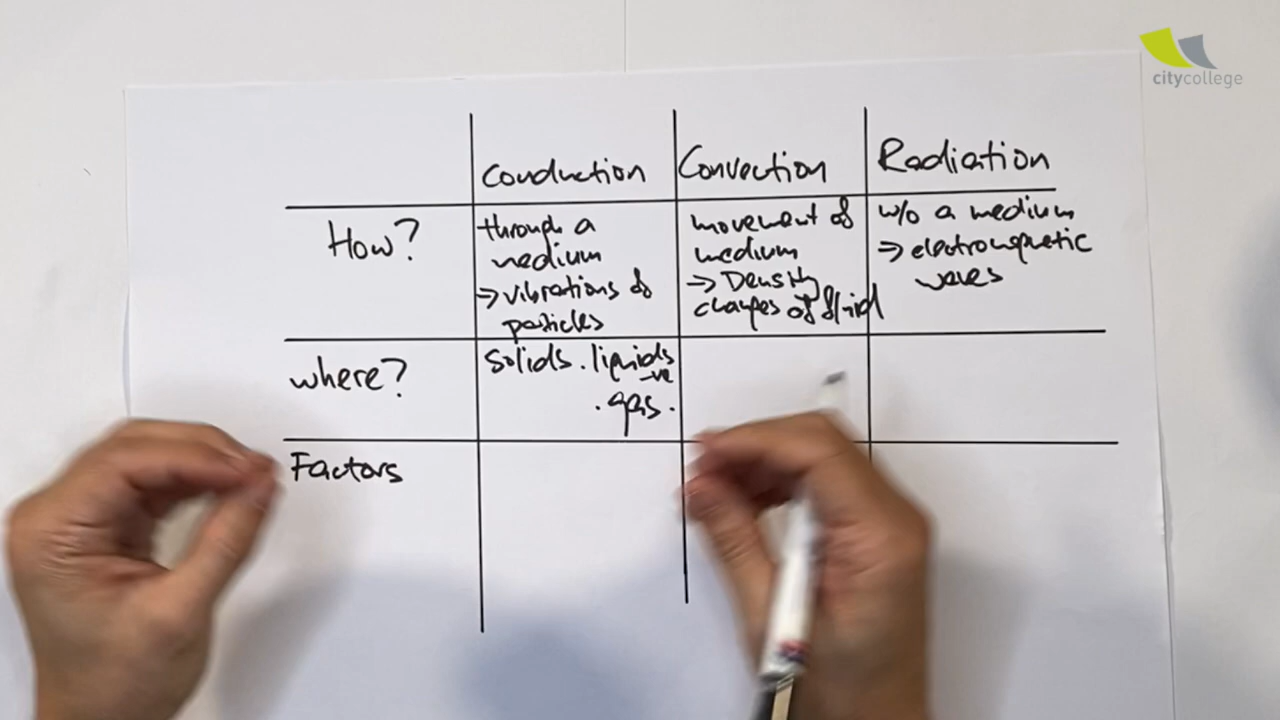 citycollege
Conduction Convection Radiation
How?
through a
medium
⇒ vibrations of
particles
movement of
medium
→ Density
changes of fluid
w/o a medium
⇒ electromagnetic
waves
where?
solids. liquids
-ve
. gas.
Factors